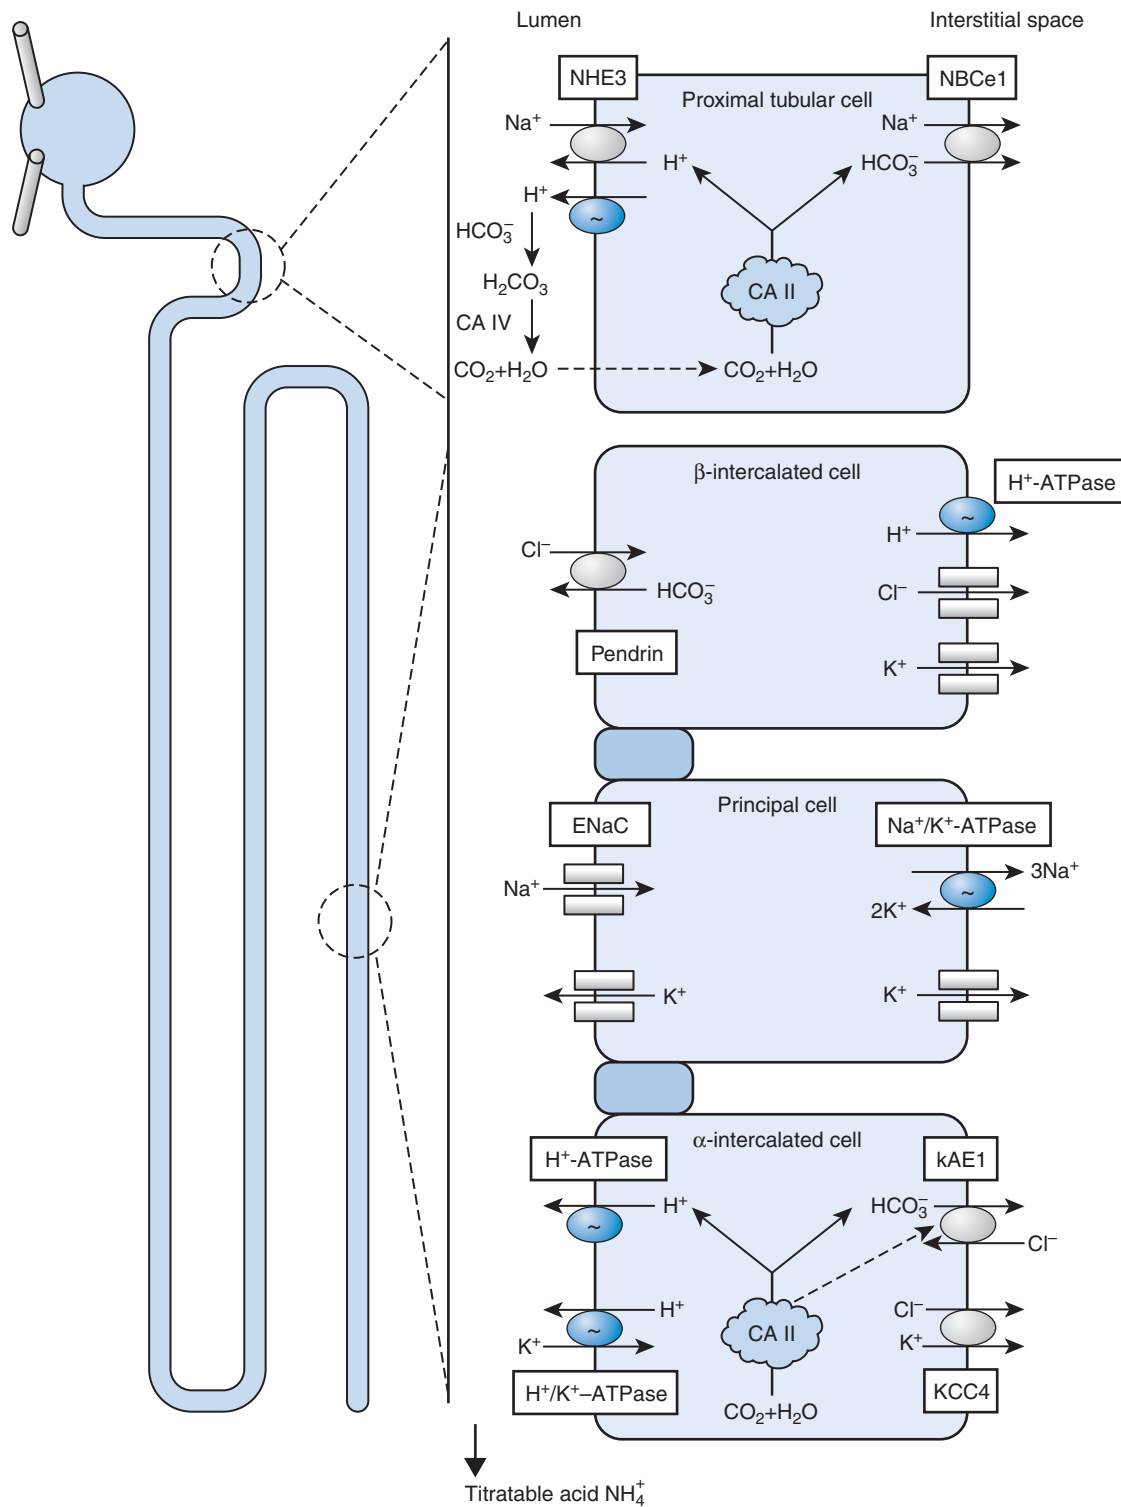 Lumen
Interstitial space
NHE3
NBCe1
Proximal tubular cell
Na⁺
Na⁺
H⁺
HCO₃⁻
H⁺
HCO₃⁻
H₂CO₃
CA II
CA IV
CO₂+H₂O
CO₂+H₂O
β-intercalated cell
H⁺-ATPase
H⁺
~
~
Cl⁻
HCO₃⁻
Cl⁻
Pendrin
K⁺
Principal cell
ENaC
Na⁺/K⁺-ATPase
Na⁺
3Na⁺
~
2K⁺
K⁺
K⁺
α-intercalated cell
H⁺-ATPase
kAE1
H⁺
HCO₃⁻
~
Cl⁻
H⁺
Cl⁻
~
CA II
K⁺
K⁺
H⁺/K⁺–ATPase
KCC4
CO₂+H₂O
Titratable acid NH₄⁺